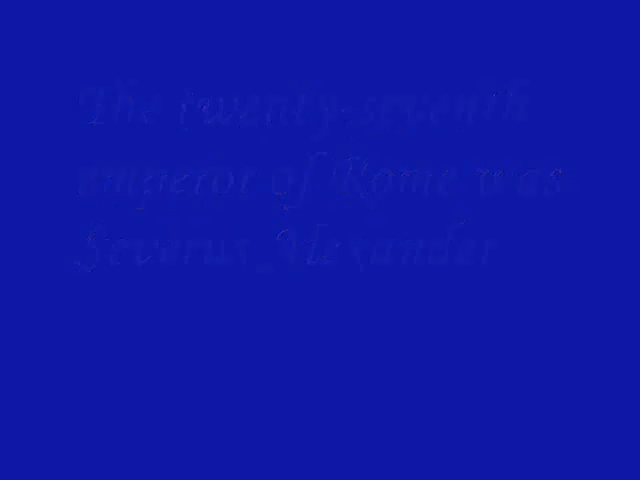 The twenty-seventh
emperor of Rome was
Severus Alexander